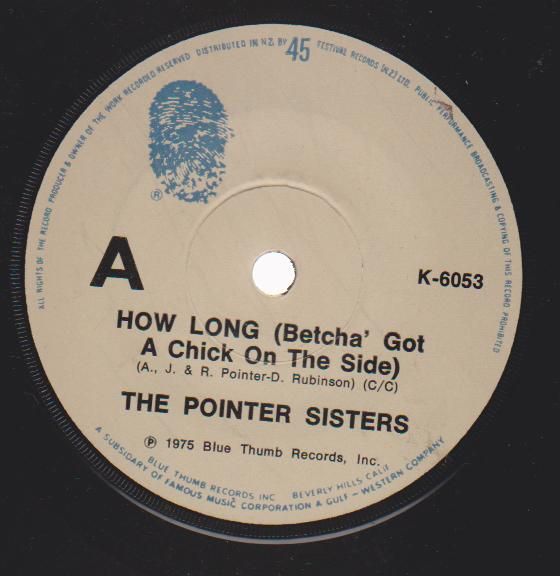 ALL RIGHTS OF THE RECORD PRODUCER & OWNER OF THE WORK RECORDED RESERVED DISTRIBUTED IN N.Z. BY 45 FESTIVAL RECORDS (N.Z.) LTD. PUBLIC PERFORMANCE BROADCASTING & COPYING OF THIS RECORD PROHIBITED
®
A
K-6053
HOW LONG (Betcha' Got
A Chick On The Side)
(A., J. & R. Pointer-D. Rubinson) (C/C)
THE POINTER SISTERS
℗ 1975 Blue Thumb Records, Inc.
BLUE THUMB RECORDS INC BEVERLY HILLS CALIF
A SUBSIDARY OF FAMOUS MUSIC CORPORATION A GULF – WESTERN COMPANY